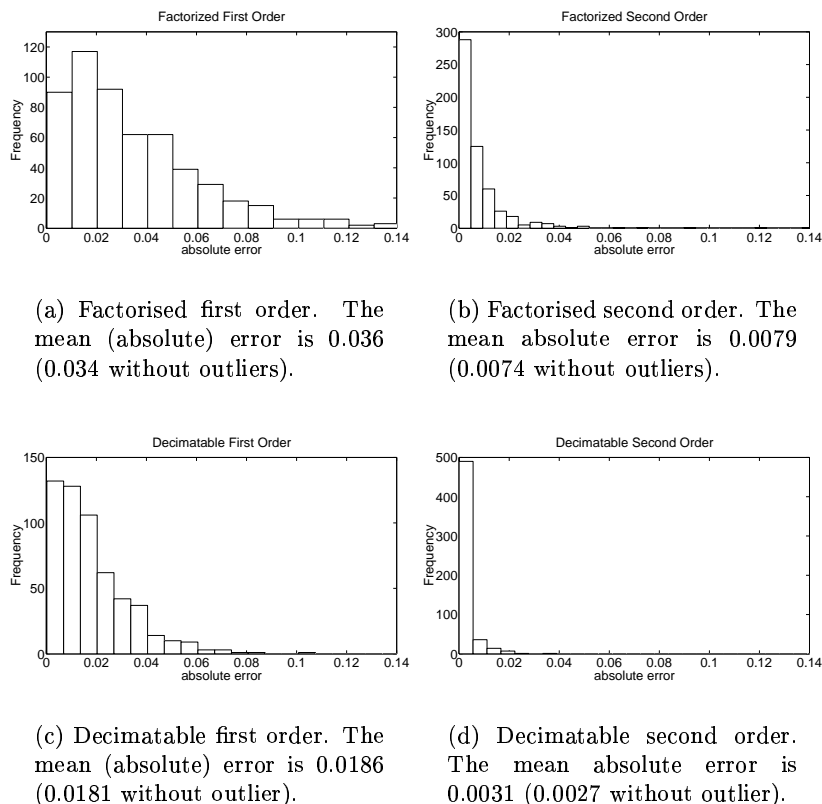 Factorized First Order
120
100
80
60
40
20
0
Frequency
0.02 0.04 0.06 0.08 0.1 0.12 0.14
absolute error
(a) Factorised first order. The
mean (absolute) error is 0.036
(0.034 without outliers).
Factorized Second Order
300
250
200
150
100
50
0
Frequency
0 0.02 0.04 0.06 0.08 0.1 0.12 0.14
absolute error
(b) Factorised second order. The
mean absolute error is 0.0079
(0.0074 without outliers).
Decimatable First Order
150
100
50
0
Frequency
0 0.02 0.04 0.06 0.08 0.1 0.12 0.14
absolute error
(c) Decimatable first order. The
mean (absolute) error is 0.0186
(0.0181 without outlier).
Decimatable Second Order
500
400
300
200
100
0
Frequency
0 0.02 0.04 0.06 0.08 0.1 0.12 0.14
absolute error
(d) Decimatable second order.
The mean absolute error is
0.0031 (0.0027 without outlier).